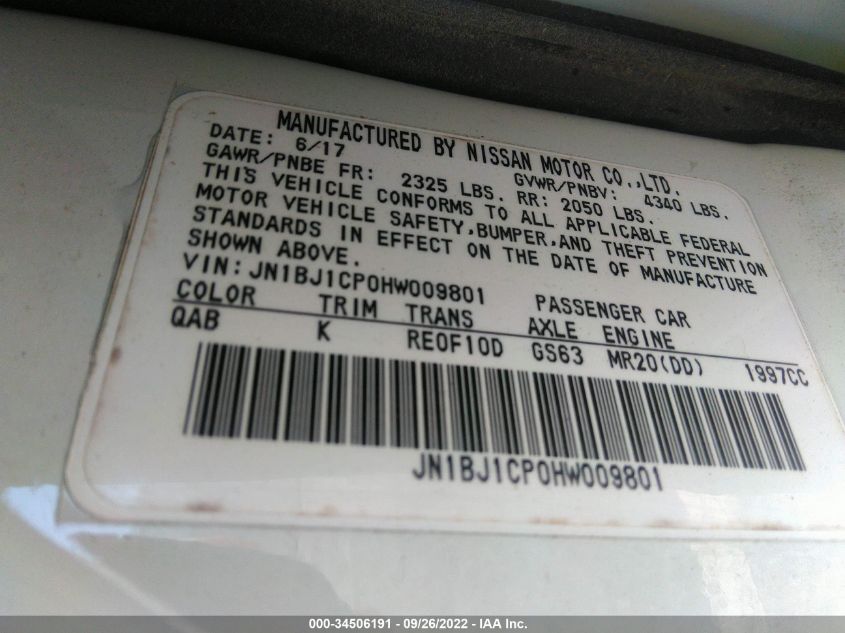 MANUFACTURED BY NISSAN MOTOR CO.,LTD.
DATE: 6/17 GVWR/PNBV: 4340 LBS.
GAWR/PNBE FR: 2325 LBS. RR: 2050 LBS.
THIS VEHICLE CONFORMS TO ALL APPLICABLE FEDERAL
MOTOR VEHICLE SAFETY,BUMPER,AND THEFT PREVENTION
STANDARDS IN EFFECT ON THE DATE OF MANUFACTURE
SHOWN ABOVE.
VIN:JN1BJ1CP0HW009801 PASSENGER CAR
COLOR TRIM TRANS AXLE ENGINE
QAB K RE0F10D GS63 MR20(DD) 1997CC
JN1BJ1CP0HW009801
000-34506191 - 09/26/2022 - Copyright © IAA, Inc.